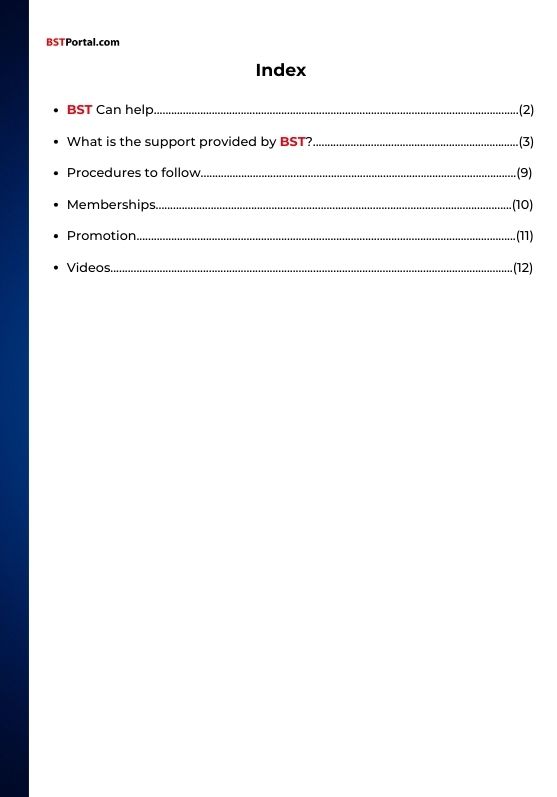 BSTPortal.com
Index
• BST Can help........................................................................................................................(2)
• What is the support provided by BST?....................................................................(3)
• Procedures to follow........................................................................................................(9)
• Memberships......................................................................................................................(10)
• Promotion.............................................................................................................................(11)
• Videos......................................................................................................................................(12)